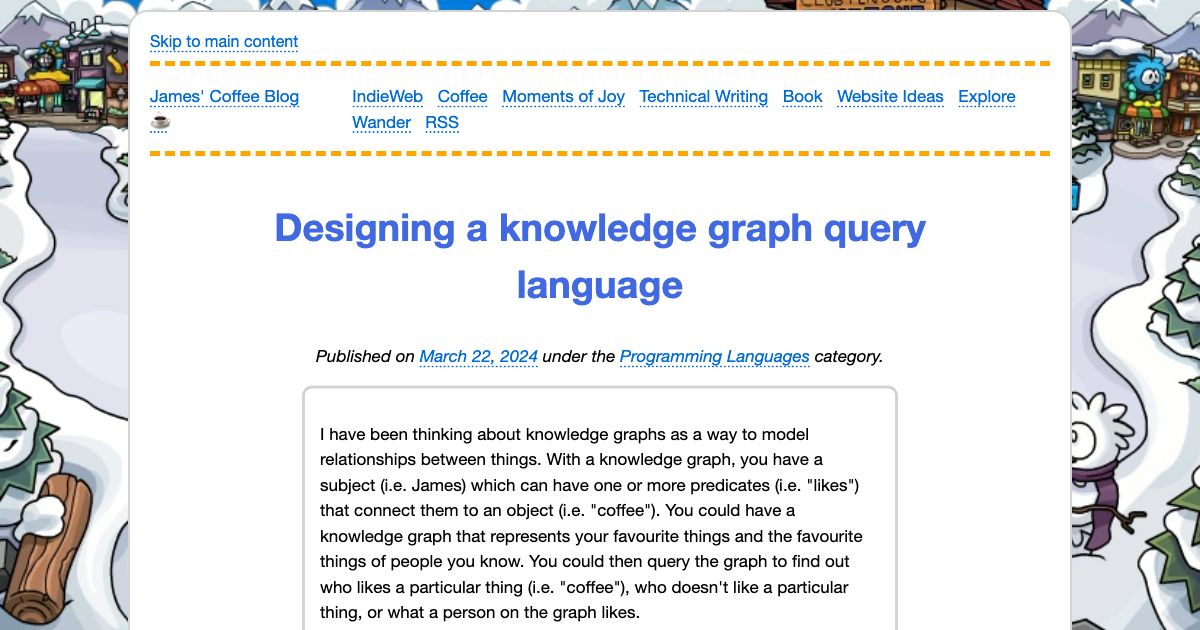 Skip to main content
James' Coffee Blog
☕
IndieWeb Coffee Moments of Joy Technical Writing Book Website Ideas Explore
Wander RSS
Designing a knowledge graph query
language
Published on March 22, 2024 under the Programming Languages category.
I have been thinking about knowledge graphs as a way to model
relationships between things. With a knowledge graph, you have a
subject (i.e. James) which can have one or more predicates (i.e. "likes")
that connect them to an object (i.e. "coffee"). You could have a
knowledge graph that represents your favourite things and the favourite
things of people you know. You could then query the graph to find out
who likes a particular thing (i.e. "coffee"), who doesn't like a particular
thing, or what a person on the graph likes.